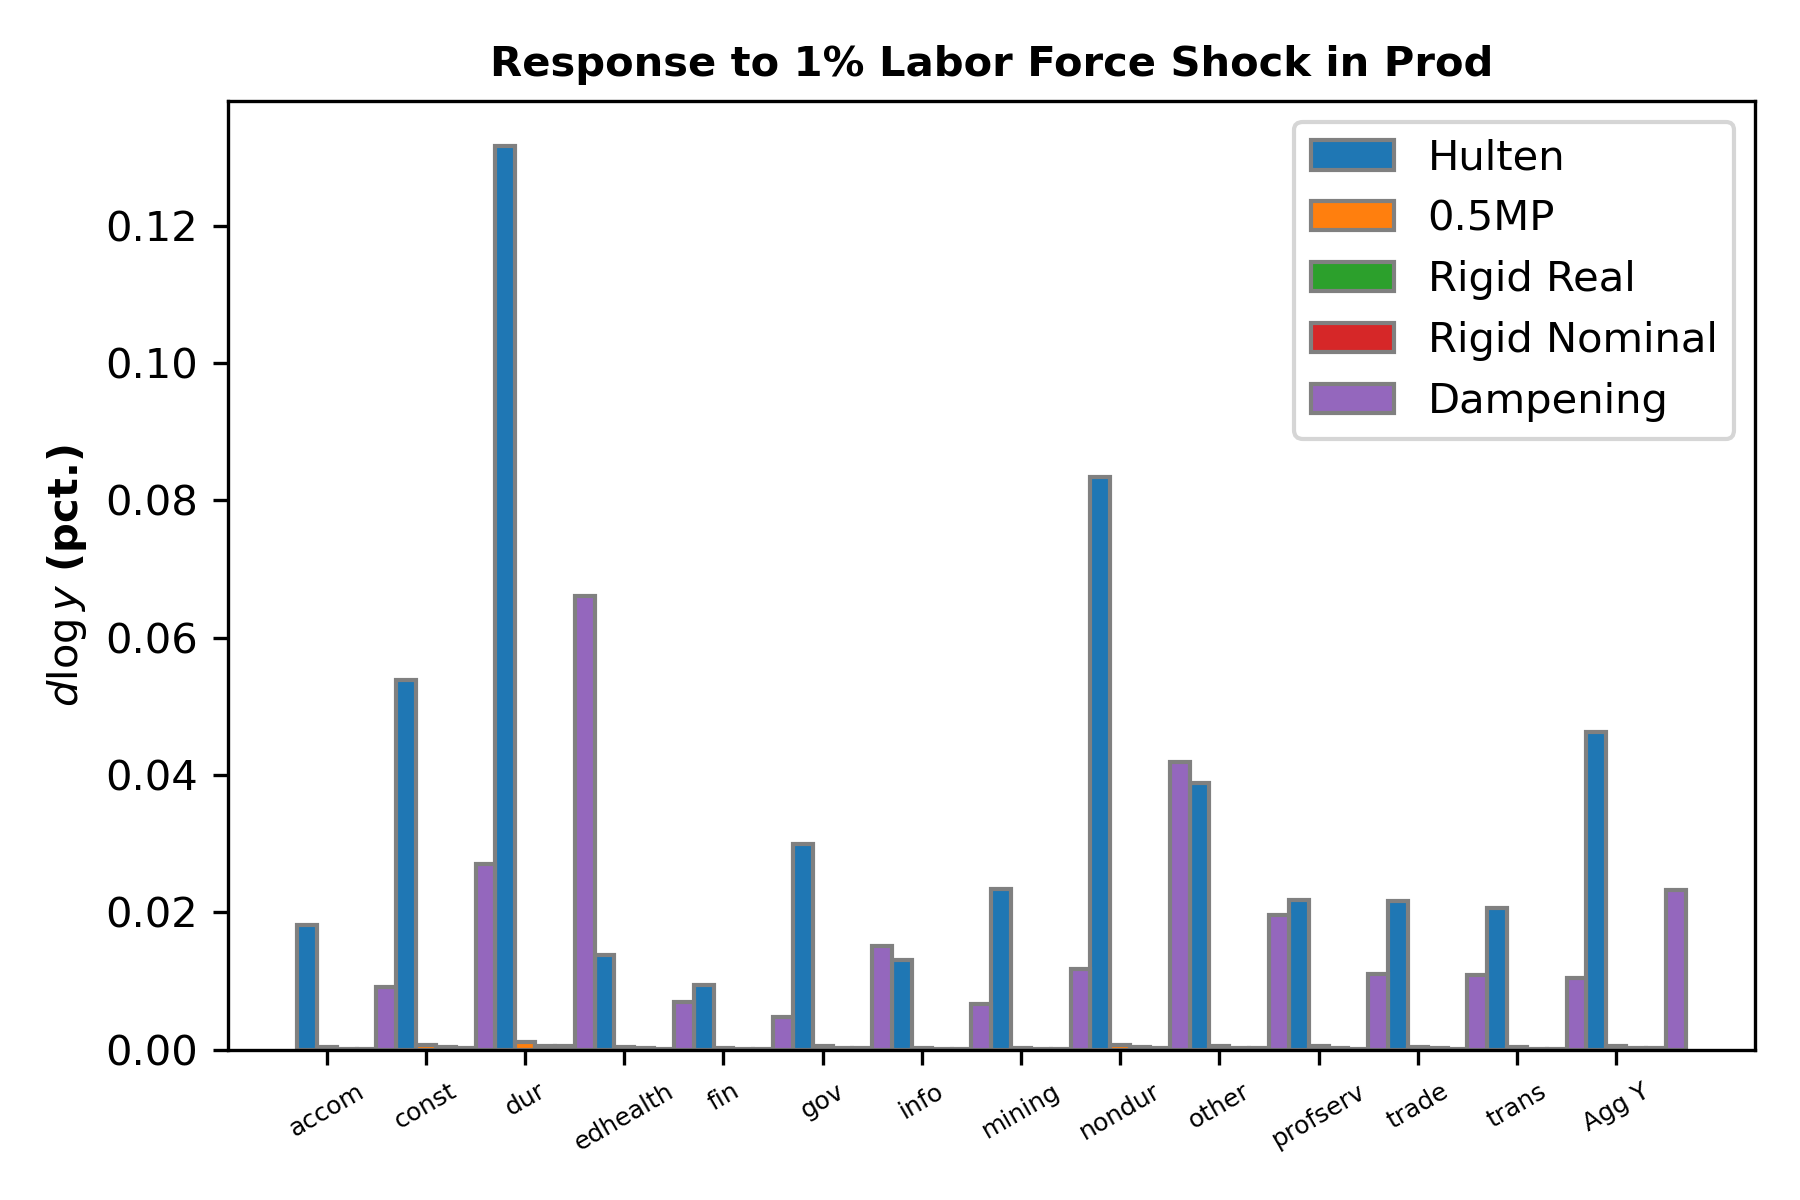 Response to 1% Labor Force Shock in Prod
Hulten
0.5MP
Rigid Real
Rigid Nominal
Dampening
dlog y (pct.)
0.12
0.10
0.08
0.06
0.04
0.02
0.00
accom
const
dur
edhealth
fin
gov
info
mining
nondur
other
profserv
trade
trans
Agg Y